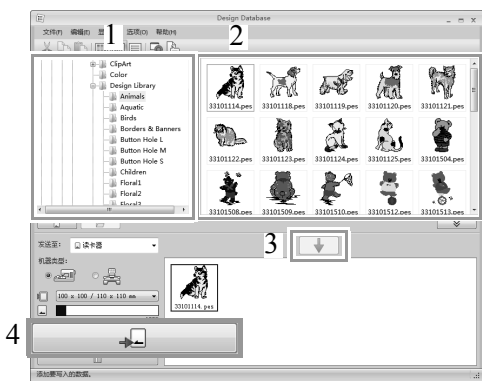 Design Database
文件(F) 编辑(E) 选项(O) 帮助(H)
1
2
ClipArt
Color
Design Library
Animals
Aquatic
Birds
Borders & Banners
Button Hole L
Button Hole M
Button Hole S
Children
Floral1
Floral2
Floral3
33101114.pes 33101118.pes 33101119.pes 33101120.pes 33101121.pes
33101122.pes 33101123.pes 33101124.pes 33101125.pes 33101504.pes
33101508.pes 33101509.pes 33101510.pes 33101512.pes 33101513.pes
3
发送至: 读卡器
机器类型:
100 x 100 / 110 x 110 mm
33101114.pes
4
添加要写入的数据。